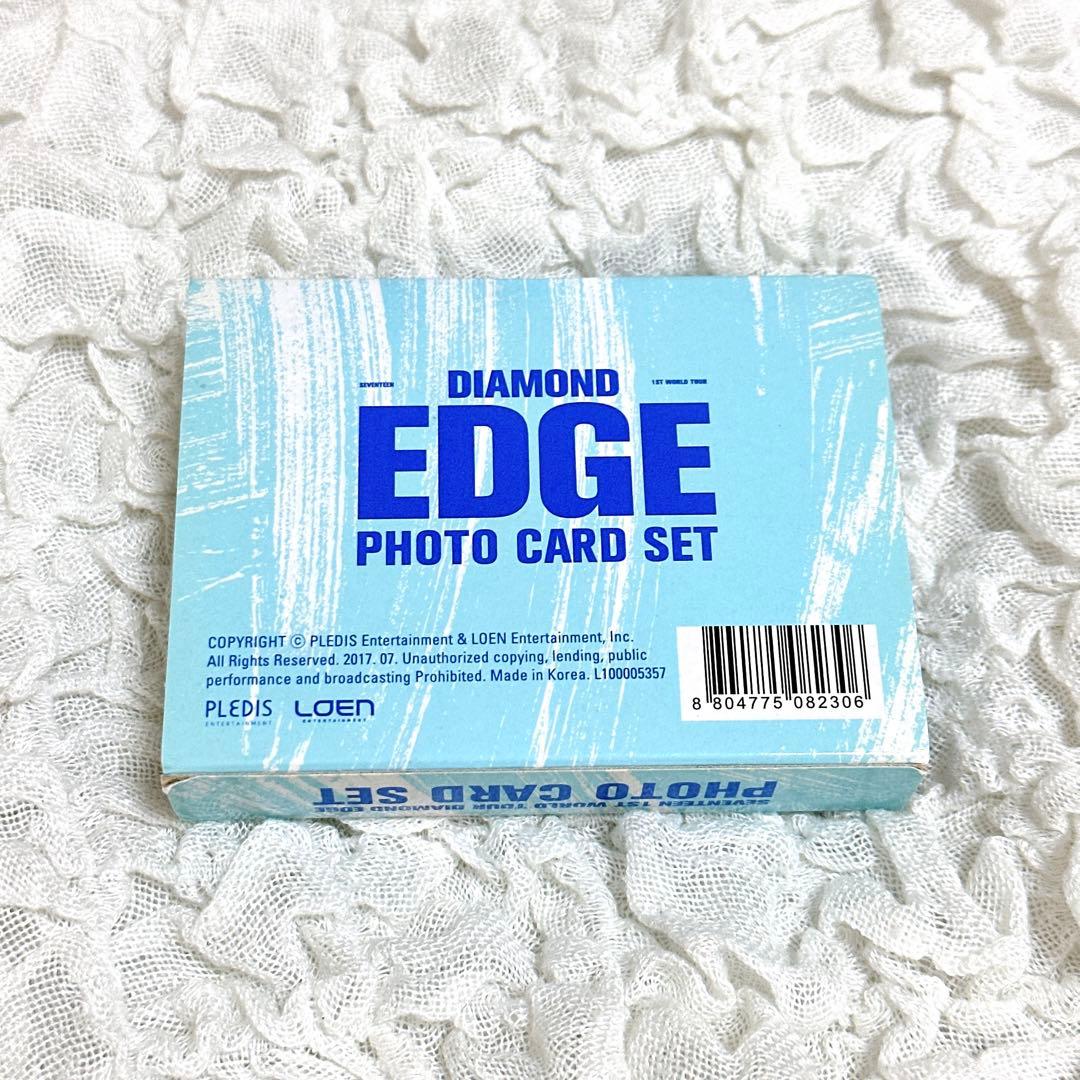 SEVENTEEN
DIAMOND
1ST WORLD TOUR
EDGE
PHOTO CARD SET
COPYRIGHT © PLEDIS Entertainment & LOEN Entertainment, Inc.
All Rights Reserved. 2017. 07. Unauthorized copying, lending, public
performance and broadcasting Prohibited. Made in Korea. L100005357
PLEDIS
ENTERTAINMENT
LOEN
ENTERTAINMENT
8 804775 082306
SEVENTEEN 1ST WORLD TOUR DIAMOND EDGE
PHOTO CARD SET